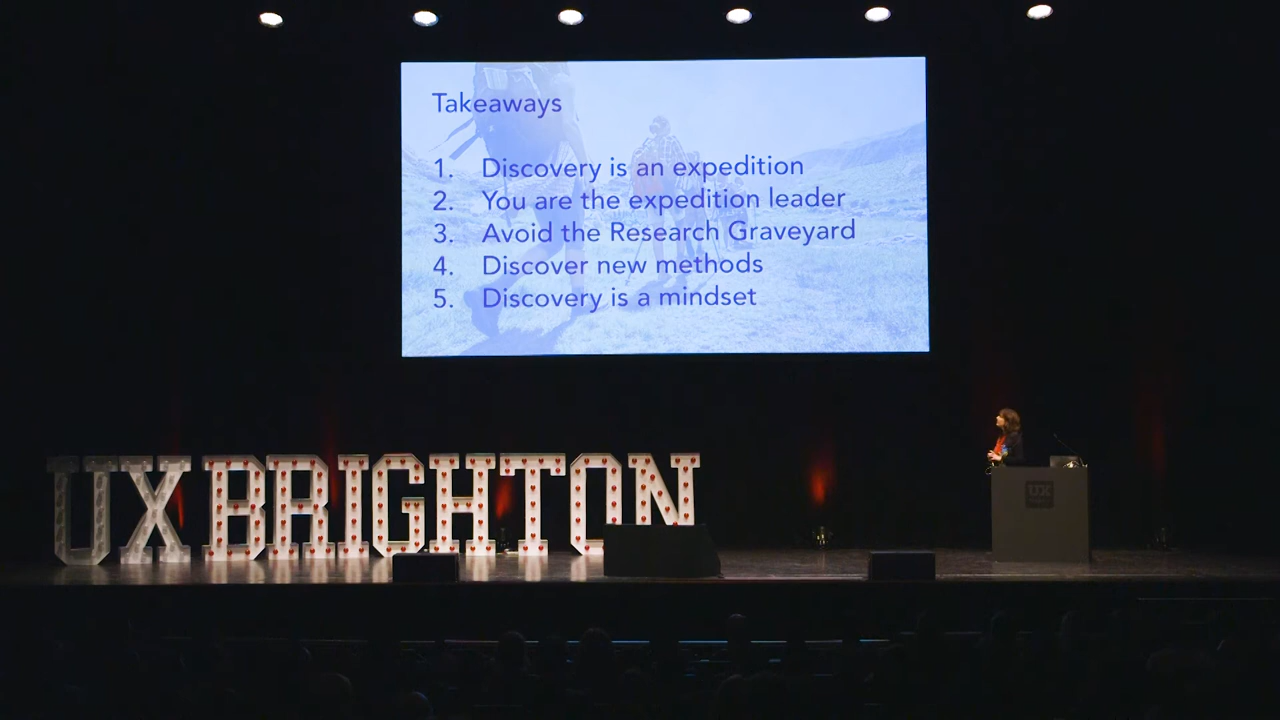 Takeaways
1. Discovery is an expedition
2. You are the expedition leader
3. Avoid the Research Graveyard
4. Discover new methods
5. Discovery is a mindset
UX BRIGHTON
UX